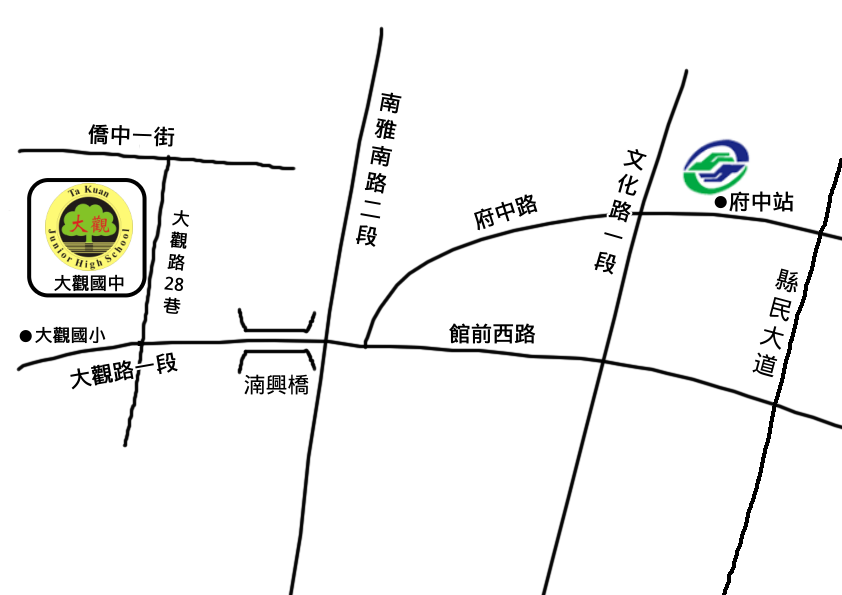 南雅南路二段
文化路一段
僑中一街
府中站
府中路
Ta Kuan
大觀
Junior High School
大觀國中
大觀路28巷
縣民大道
大觀國小
館前西路
大觀路一段
湳興橋